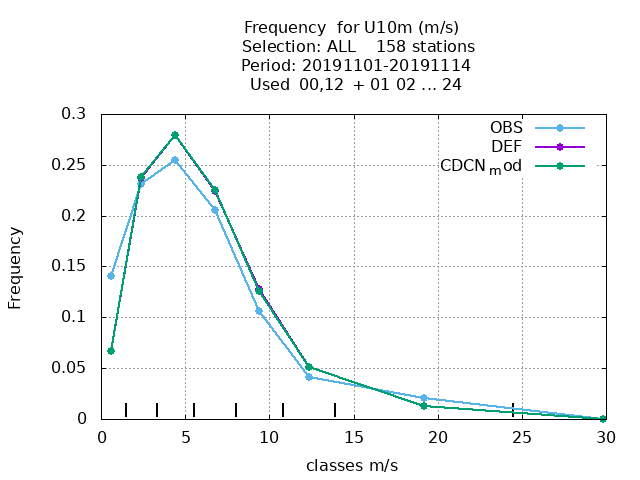 Frequency for U10m (m/s)
Selection: ALL 158 stations
Period: 20191101-20191114
Used 00,12 + 01 02 ... 24
0.3
0.25
0.2
0.15
0.1
0.05
0
Frequency
OBS
DEF
CDCN_mod
0 5 10 15 20 25 30
classes m/s